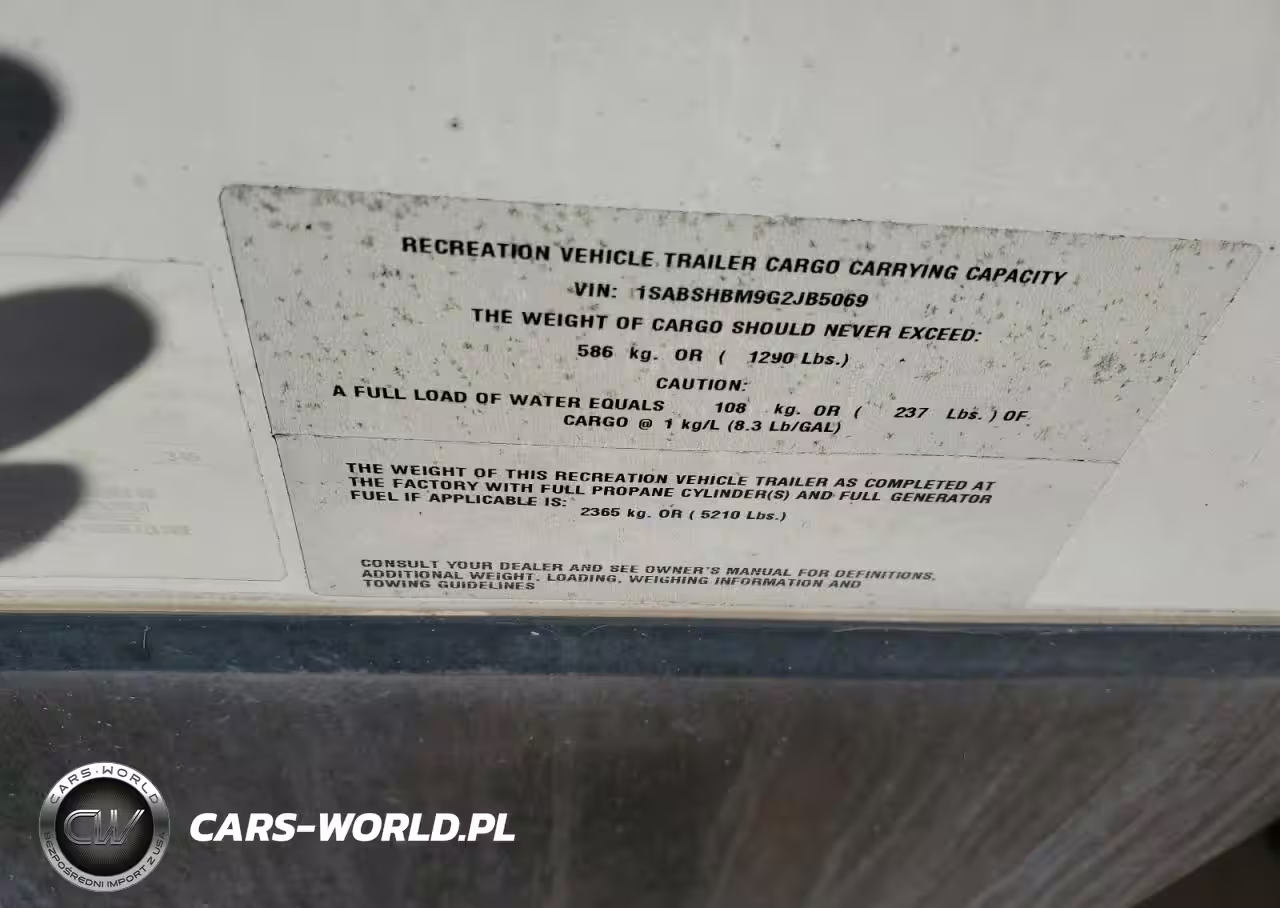 RECREATION VEHICLE TRAILER CARGO CARRYING CAPACITY
VIN: 1SABSHBM9G2JB5069
THE WEIGHT OF CARGO SHOULD NEVER EXCEED:
586 kg. OR ( 1290 Lbs.)
CAUTION:
A FULL LOAD OF WATER EQUALS 108 kg. OR ( 237 Lbs. ) OF
CARGO @ 1 kg/L (8.3 Lb/GAL)
THE WEIGHT OF THIS RECREATION VEHICLE TRAILER AS COMPLETED AT
THE FACTORY WITH FULL PROPANE CYLINDER(S) AND FULL GENERATOR
FUEL IF APPLICABLE IS:
2365 kg. OR ( 5210 Lbs.)
CONSULT YOUR DEALER AND SEE OWNER'S MANUAL FOR DEFINITIONS,
ADDITIONAL WEIGHT, LOADING, WEIGHING INFORMATION AND
TOWING GUIDELINES
CARS-WORLD
CW
BEZPOŚREDNI IMPORT Z USA
CARS-WORLD.PL